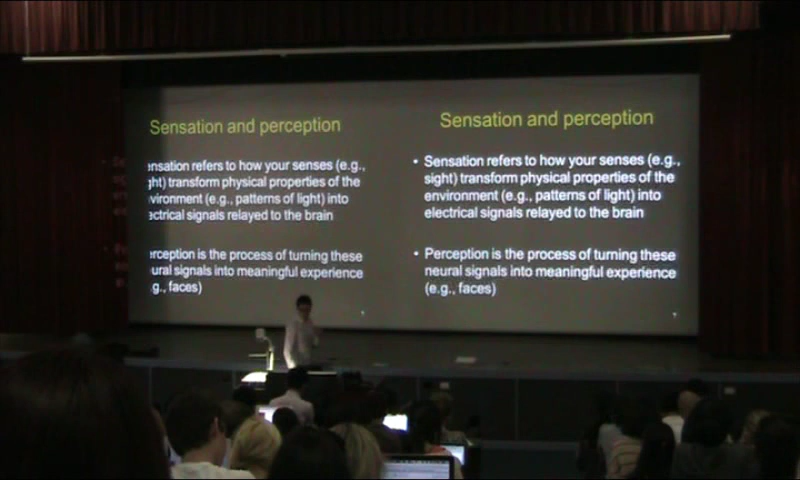 Sensation and perception
ensation refers to how your senses (e.g.,
ght) transform physical properties of the
vironment (e.g., patterns of light) into
ectrical signals relayed to the brain
erception is the process of turning these
ural signals into meaningful experience
.g., faces)
Sensation and perception
• Sensation refers to how your senses (e.g.,
sight) transform physical properties of the
environment (e.g., patterns of light) into
electrical signals relayed to the brain
• Perception is the process of turning these
neural signals into meaningful experience
(e.g., faces)